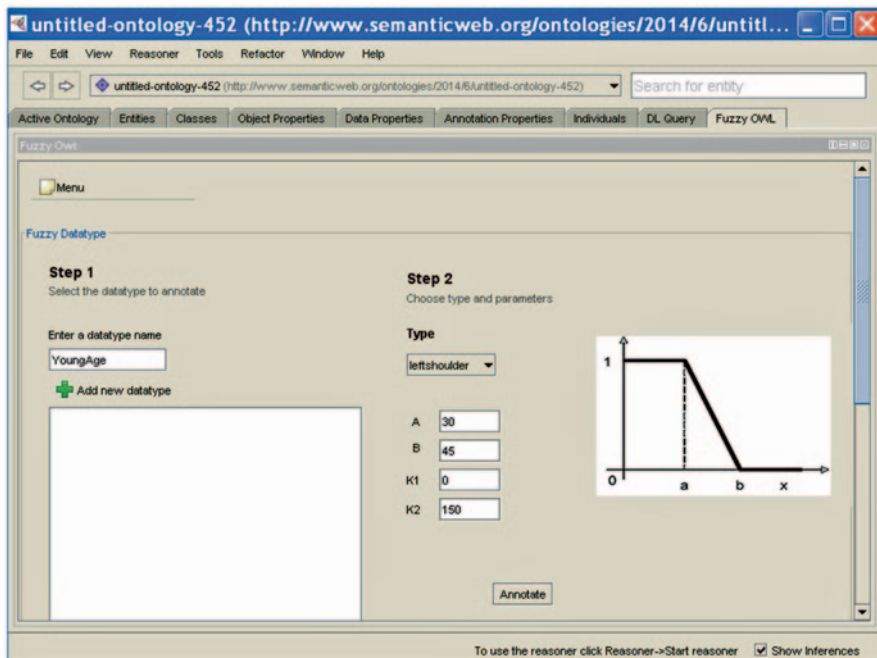 untitled-ontology-452 (http://www.semanticweb.org/ontologies/2014/6/untitl...
File Edit View Reasoner Tools Refactor Window Help
untitled-ontology-452 (http://www.semanticweb.org/ontologies/2014/6/untitled-ontology-452) Search for entity
Active Ontology Entities Classes Object Properties Data Properties Annotation Properties Individuals DL Query Fuzzy OWL
Fuzzy Owl
Menu
Fuzzy Datatype
Step 1
Select the datatype to annotate
Enter a datatype name
YoungAge
Add new datatype
Step 2
Choose type and parameters
Type
leftshoulder
A 30
B 45
K1 0
K2 150
1
0 a b x
Annotate
To use the reasoner click Reasoner->Start reasoner Show Inferences